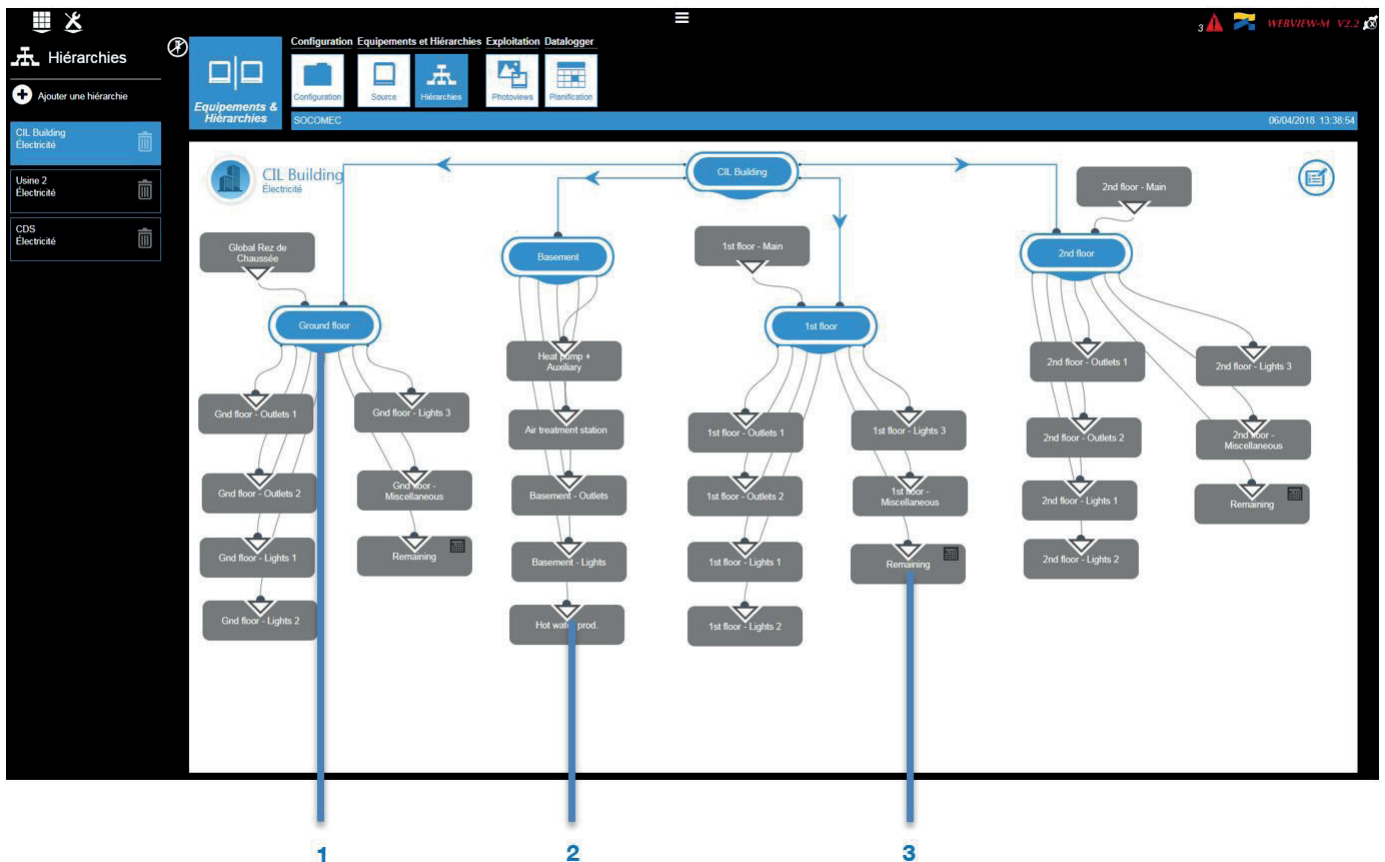 3
WEBVIEW-M V2.2
Hiérarchies
Ajouter une hiérarchie
CIL Building
Électricité
Usine 2
Électricité
CDS
Électricité
Equipements &
Hiérarchies
Configuration
Equipements et Hiérarchies
Exploitation
Datalogger
Configuration
Source
Hiérarchies
Photoviews
Planification
SOCOMEC
06/04/2018 13:38:54
CIL Building
Électricité
CIL Building
2nd floor - Main
Global Rez de
Chaussée
Basement
1st floor - Main
2nd floor
Ground floor
1st floor
Heat pump +
Auxiliary
2nd floor - Outlets 1
2nd floor - Lights 3
Gnd floor - Outlets 1
Gnd floor - Lights 3
Air treatment station
1st floor - Outlets 1
1st floor - Lights 3
2nd floor - Outlets 2
2nd floor -
Miscellaneous
Gnd floor - Outlets 2
Gnd floor -
Miscellaneous
Basement - Outlets
1st floor - Outlets 2
1st floor -
Miscellaneous
2nd floor - Lights 1
Remaining
Gnd floor - Lights 1
Remaining
Basement - Lights
1st floor - Lights 1
Remaining
2nd floor - Lights 2
Gnd floor - Lights 2
Hot water prod.
1st floor - Lights 2
1
2
3